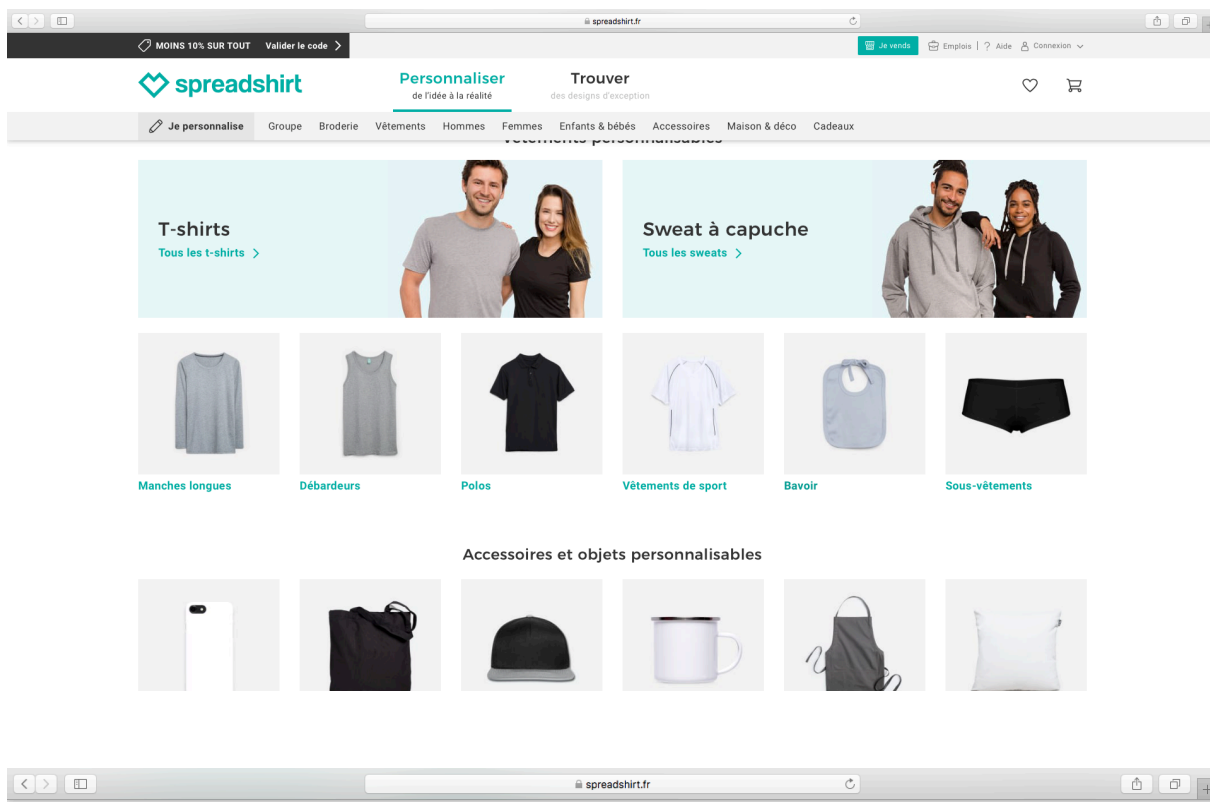 spreadshirt.fr
MOINS 10% SUR TOUT Valider le code
Je vends Emplois ? Aide Connexion
spreadshirt
Personnaliser
de l'idée à la réalité
Trouver
des designs d'exception
Je personnalise Groupe Broderie Vêtements Hommes Femmes Enfants & bébés Accessoires Maison & déco Cadeaux
Vêtements personnalisables
T-shirts
Tous les t-shirts
Sweat à capuche
Tous les sweats
Manches longues Débardeurs Polos Vêtements de sport Bavoir Sous-vêtements
Accessoires et objets personnalisables
spreadshirt.fr